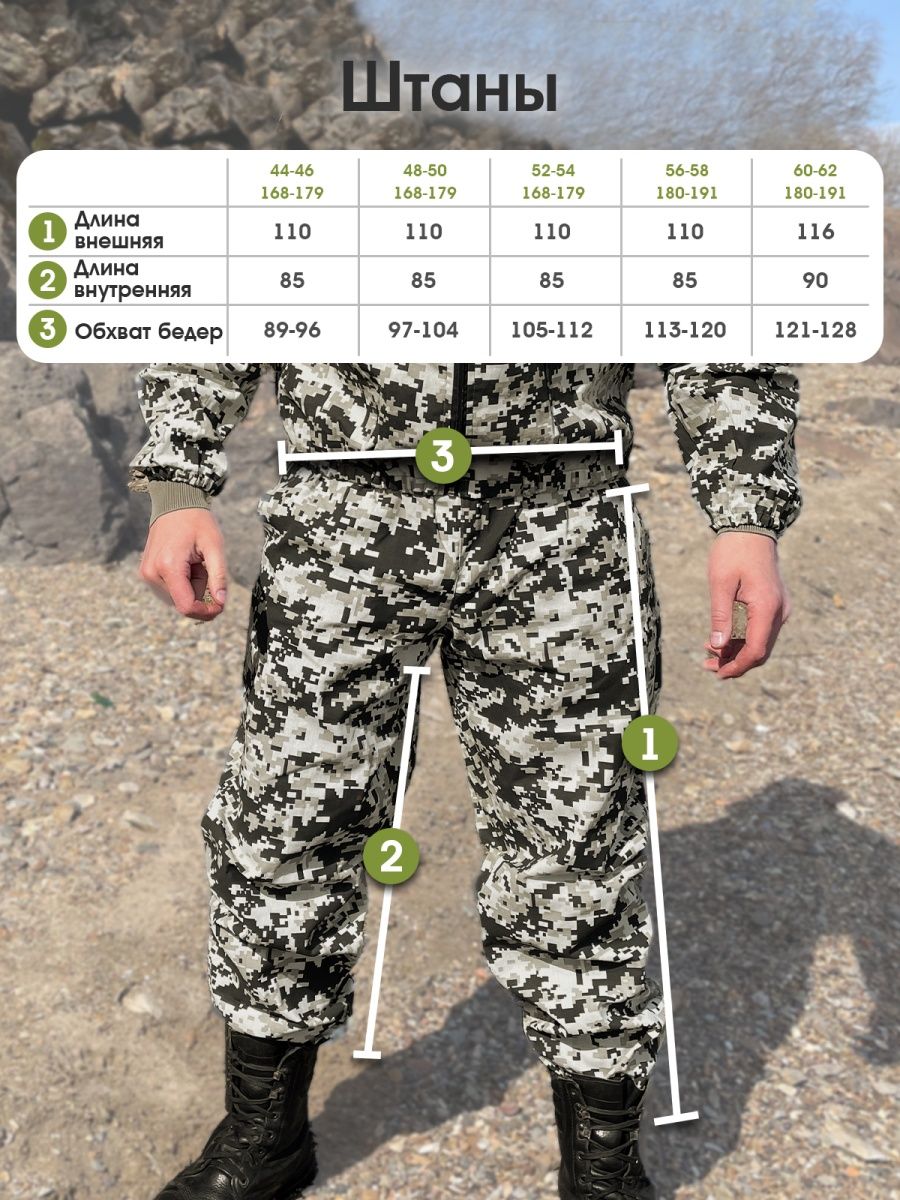 Штаны
44-46 48-50 52-54 56-58 60-62
168-179 168-179 168-179 180-191 180-191
1 Длина внешняя 110 110 110 110 116
2 Длина внутренняя 85 85 85 85 90
3 Обхват бедер 89-96 97-104 105-112 113-120 121-128
3
1
2